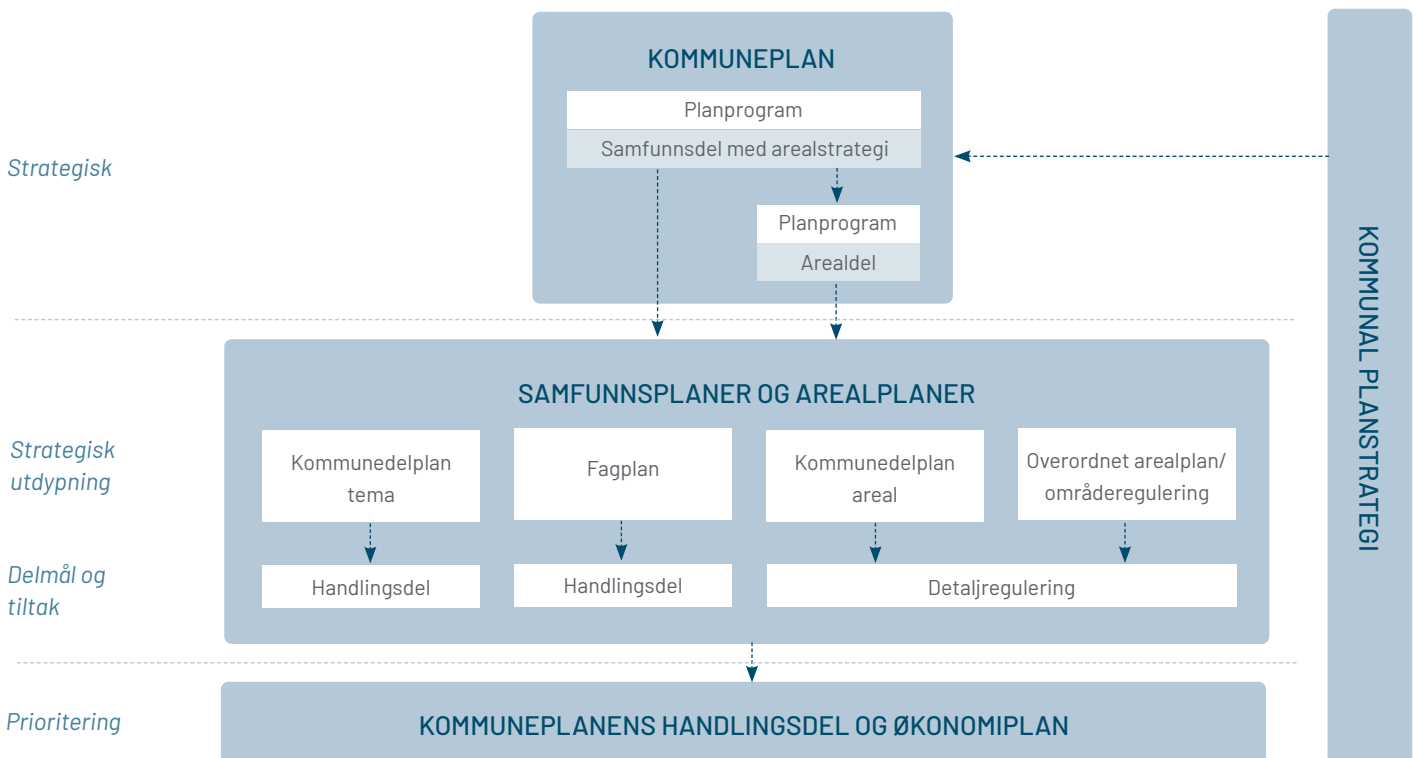 KOMMUNEPLAN
Planprogram
Samfunnsdel med arealstrategi
Strategisk
Planprogram
Arealdel
KOMMUNAL PLANSTRATEGI
SAMFUNNSPLANER OG AREALPLANER
Strategisk
utdypning
Kommunedelplan
tema
Fagplan
Kommunedelplan
areal
Overordnet arealplan/
områderegulering
Delmål og
tiltak
Handlingsdel
Handlingsdel
Detaljregulering
Prioritering
KOMMUNEPLANENS HANDLINGSDEL OG ØKONOMIPLAN